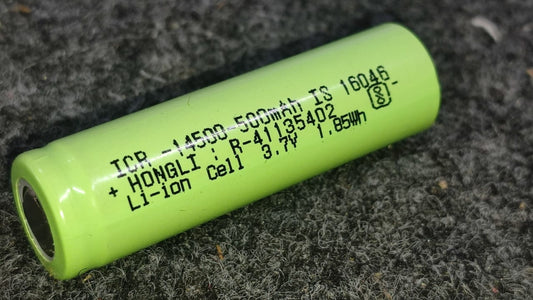 ICR -14500-500mAh IS 16046
+ HONGLI : R-41135402 -
Li-ion Cell 3.7V 1.85Wh